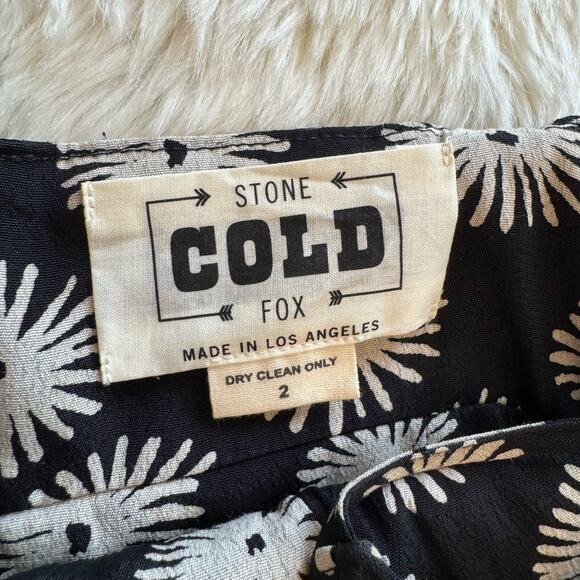 STONE
COLD
FOX
MADE IN LOS ANGELES
DRY CLEAN ONLY
2